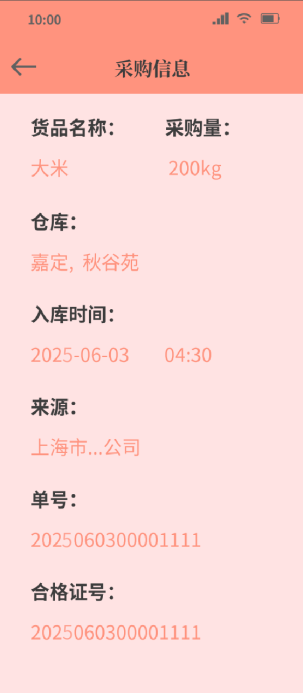 10:00
采购信息
货品名称： 采购量：
大米 200kg
仓库：
嘉定, 秋谷苑
入库时间：
2025-06-03 04:30
来源：
上海市...公司
单号：
2025060300001111
合格证号：
2025060300001111